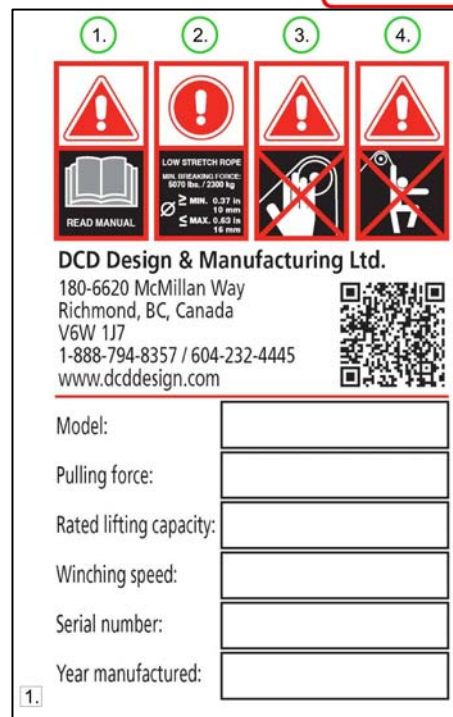 1.
2.
3.
4.
READ MANUAL
LOW STRETCH ROPE
MIN. BREAKING FORCE:
5070 lbs. / 2300 kg
Ø ≥ MIN. 0.37 in
10 mm
≤ MAX. 0.63 in
16 mm
DCD Design & Manufacturing Ltd.
180-6620 McMillan Way
Richmond, BC, Canada
V6W 1J7
1-888-794-8357 / 604-232-4445
www.dcddesign.com
Model:
Pulling force:
Rated lifting capacity:
Winching speed:
Serial number:
Year manufactured:
1.